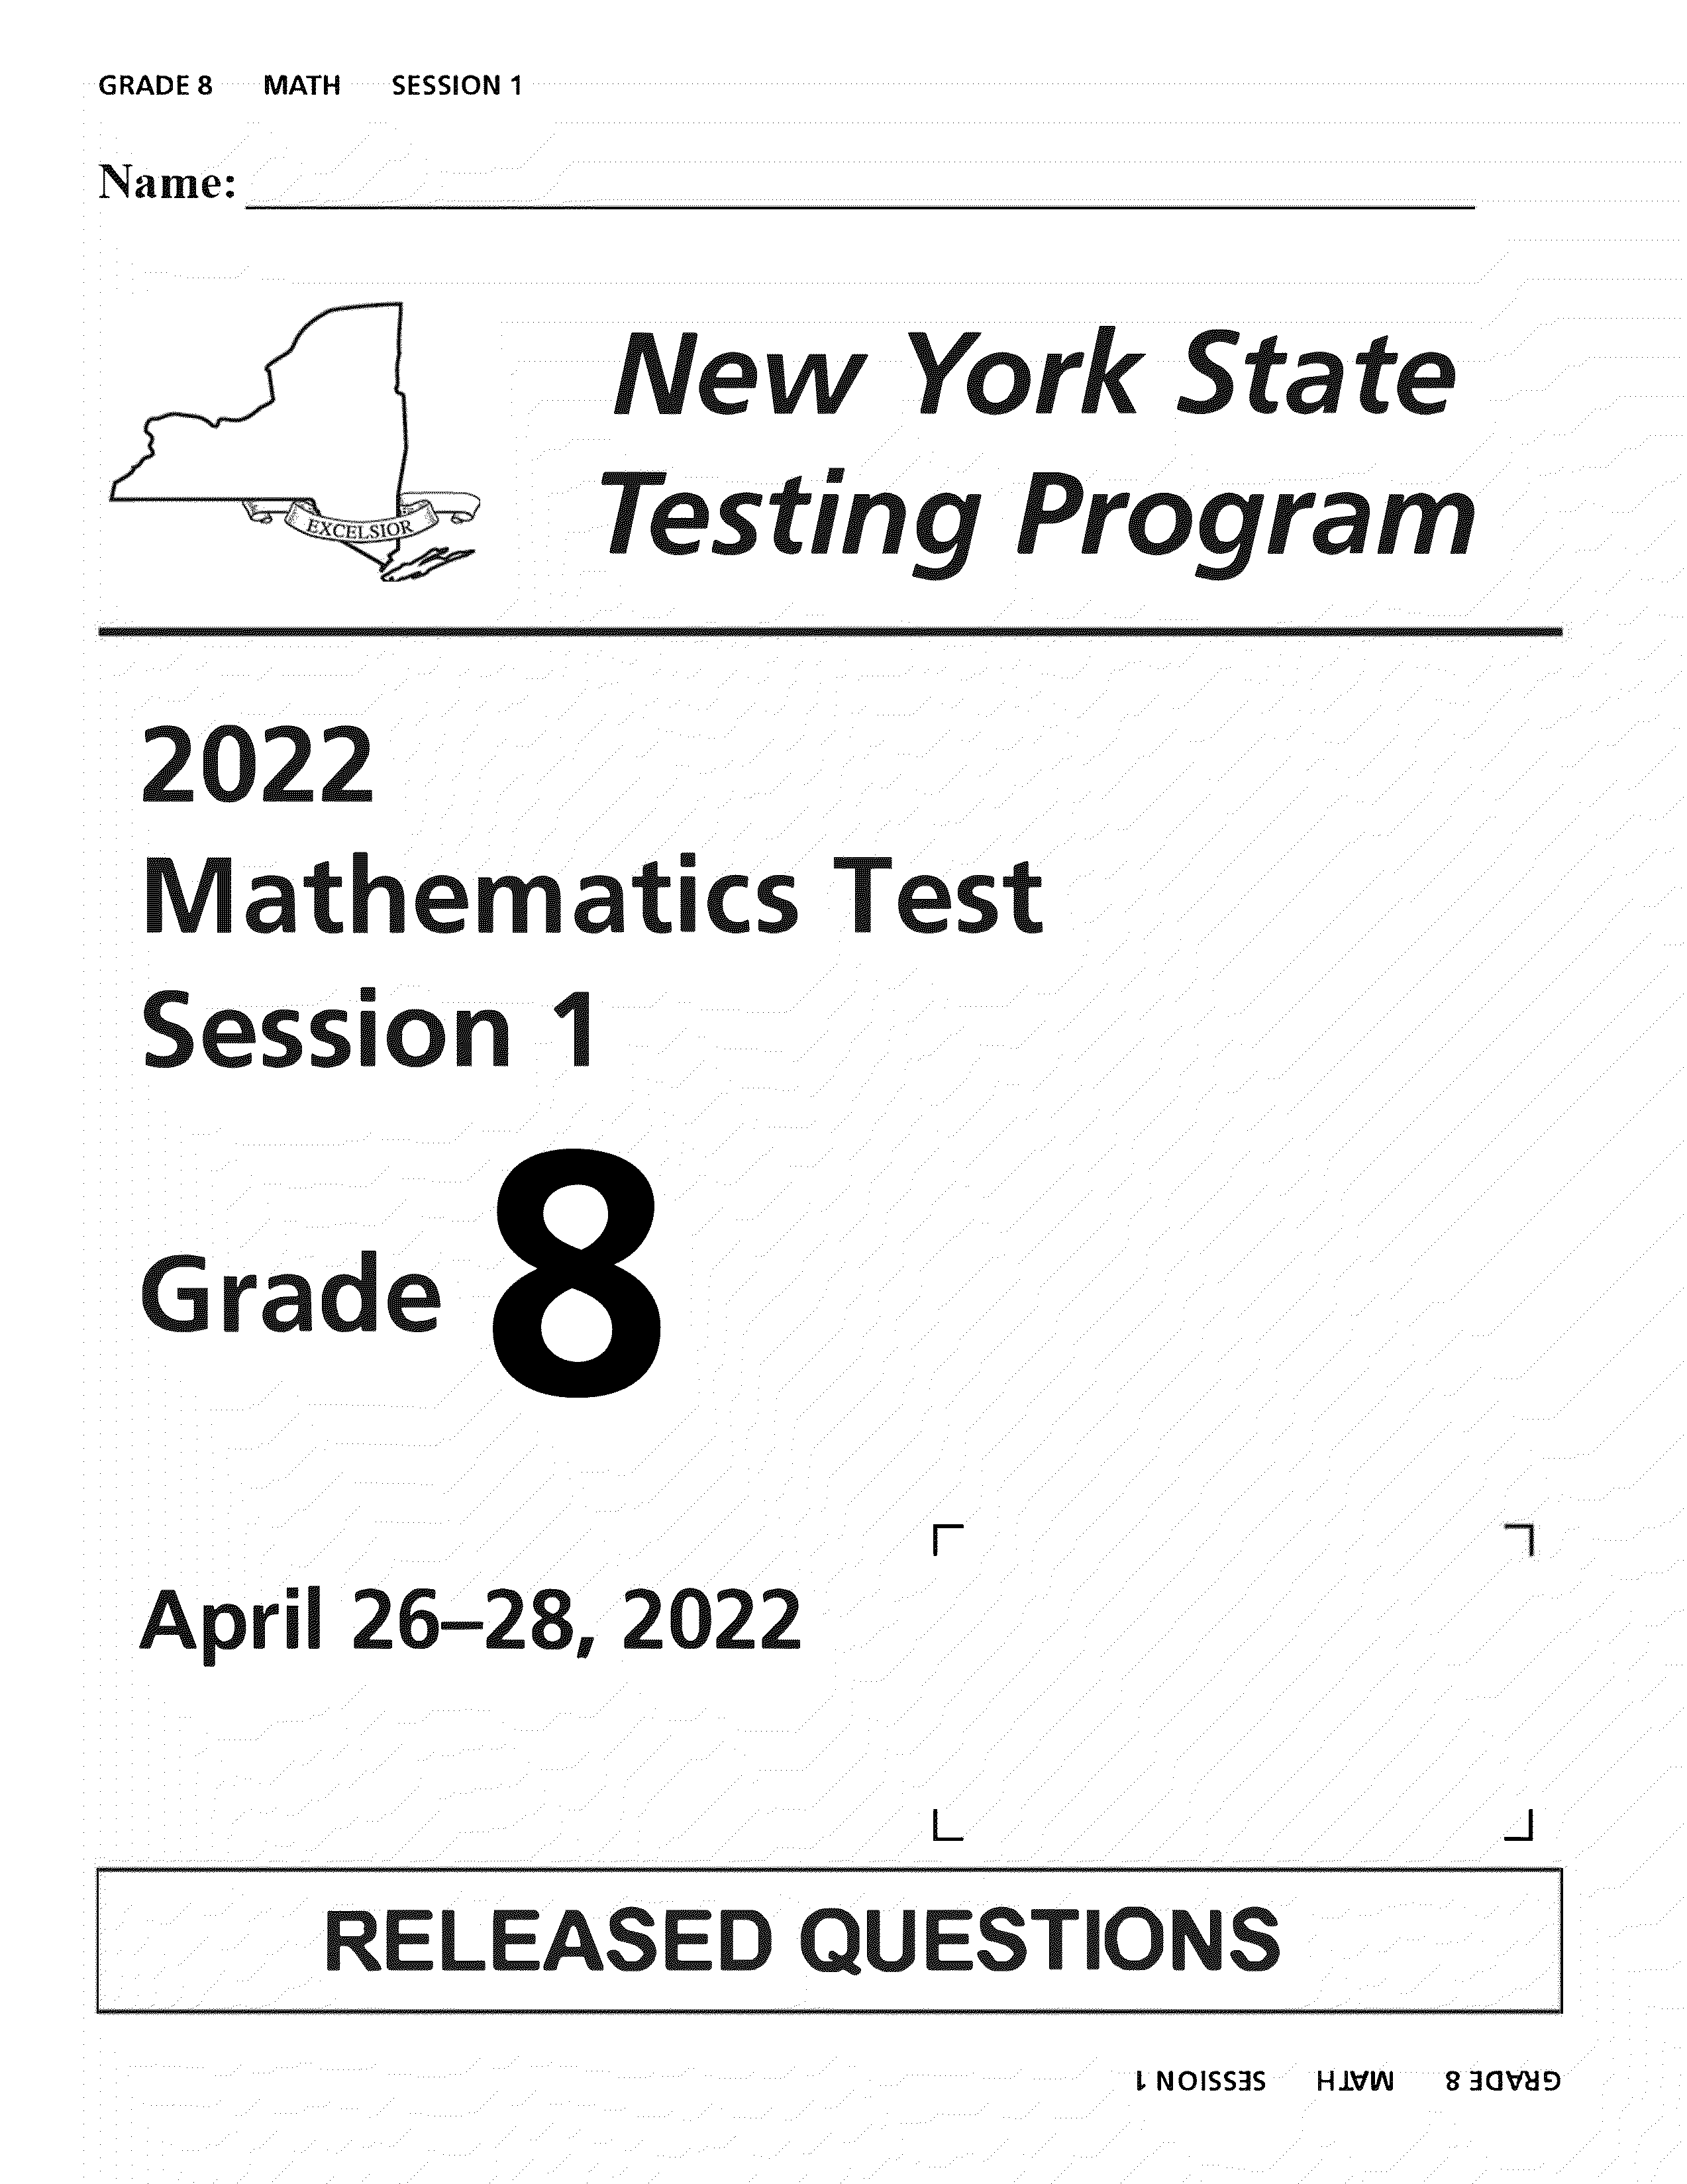 GRADE 8 MATH SESSION 1
Name:
New York State
Testing Program
EXCELSIOR
2022
Mathematics Test
Session 1
Grade 8
April 26–28, 2022
RELEASED QUESTIONS
GRADE 8 MATH SESSION 1